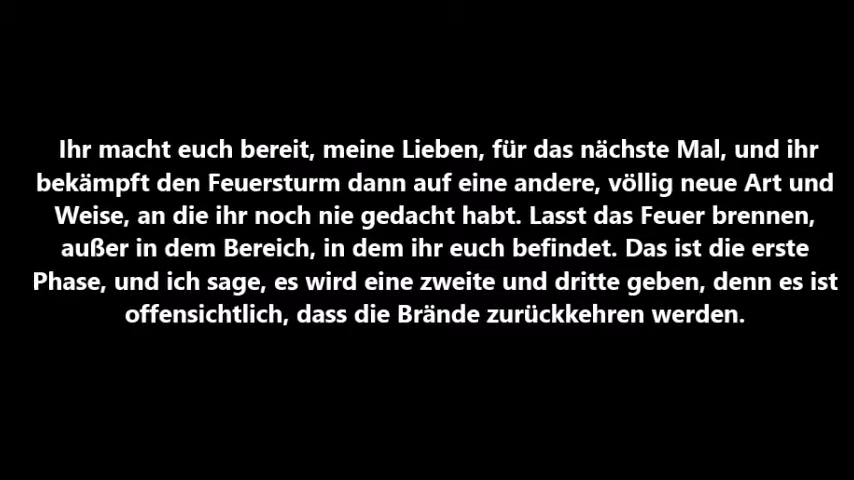 Ihr macht euch bereit, meine Lieben, für das nächste Mal, und ihr
bekämpft den Feuersturm dann auf eine andere, völlig neue Art und
Weise, an die ihr noch nie gedacht habt. Lasst das Feuer brennen,
außer in dem Bereich, in dem ihr euch befindet. Das ist die erste
Phase, und ich sage, es wird eine zweite und dritte geben, denn es ist
offensichtlich, dass die Brände zurückkehren werden.